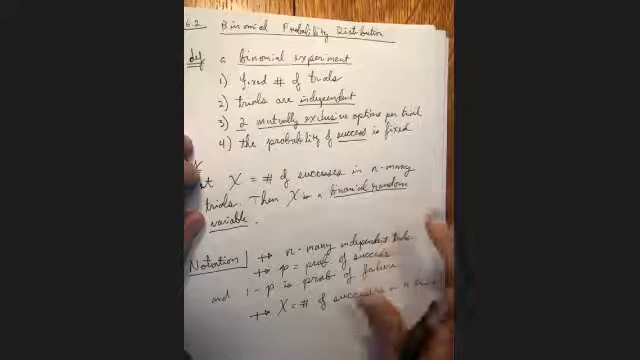 6.2 Binomial Probability Distribution
def a binomial experiment
1) fixed # of trials
2) trials are independent
3) 2 mutually exclusive options per trial
4) the probability of success is fixed
X = # of successes in n-many
trials. Then X is a binomial random
variable.
Notation ↦ n-many independent trials
↦ p = prob. of success
and 1-p is prob of failure
↦ X = # of successes in n